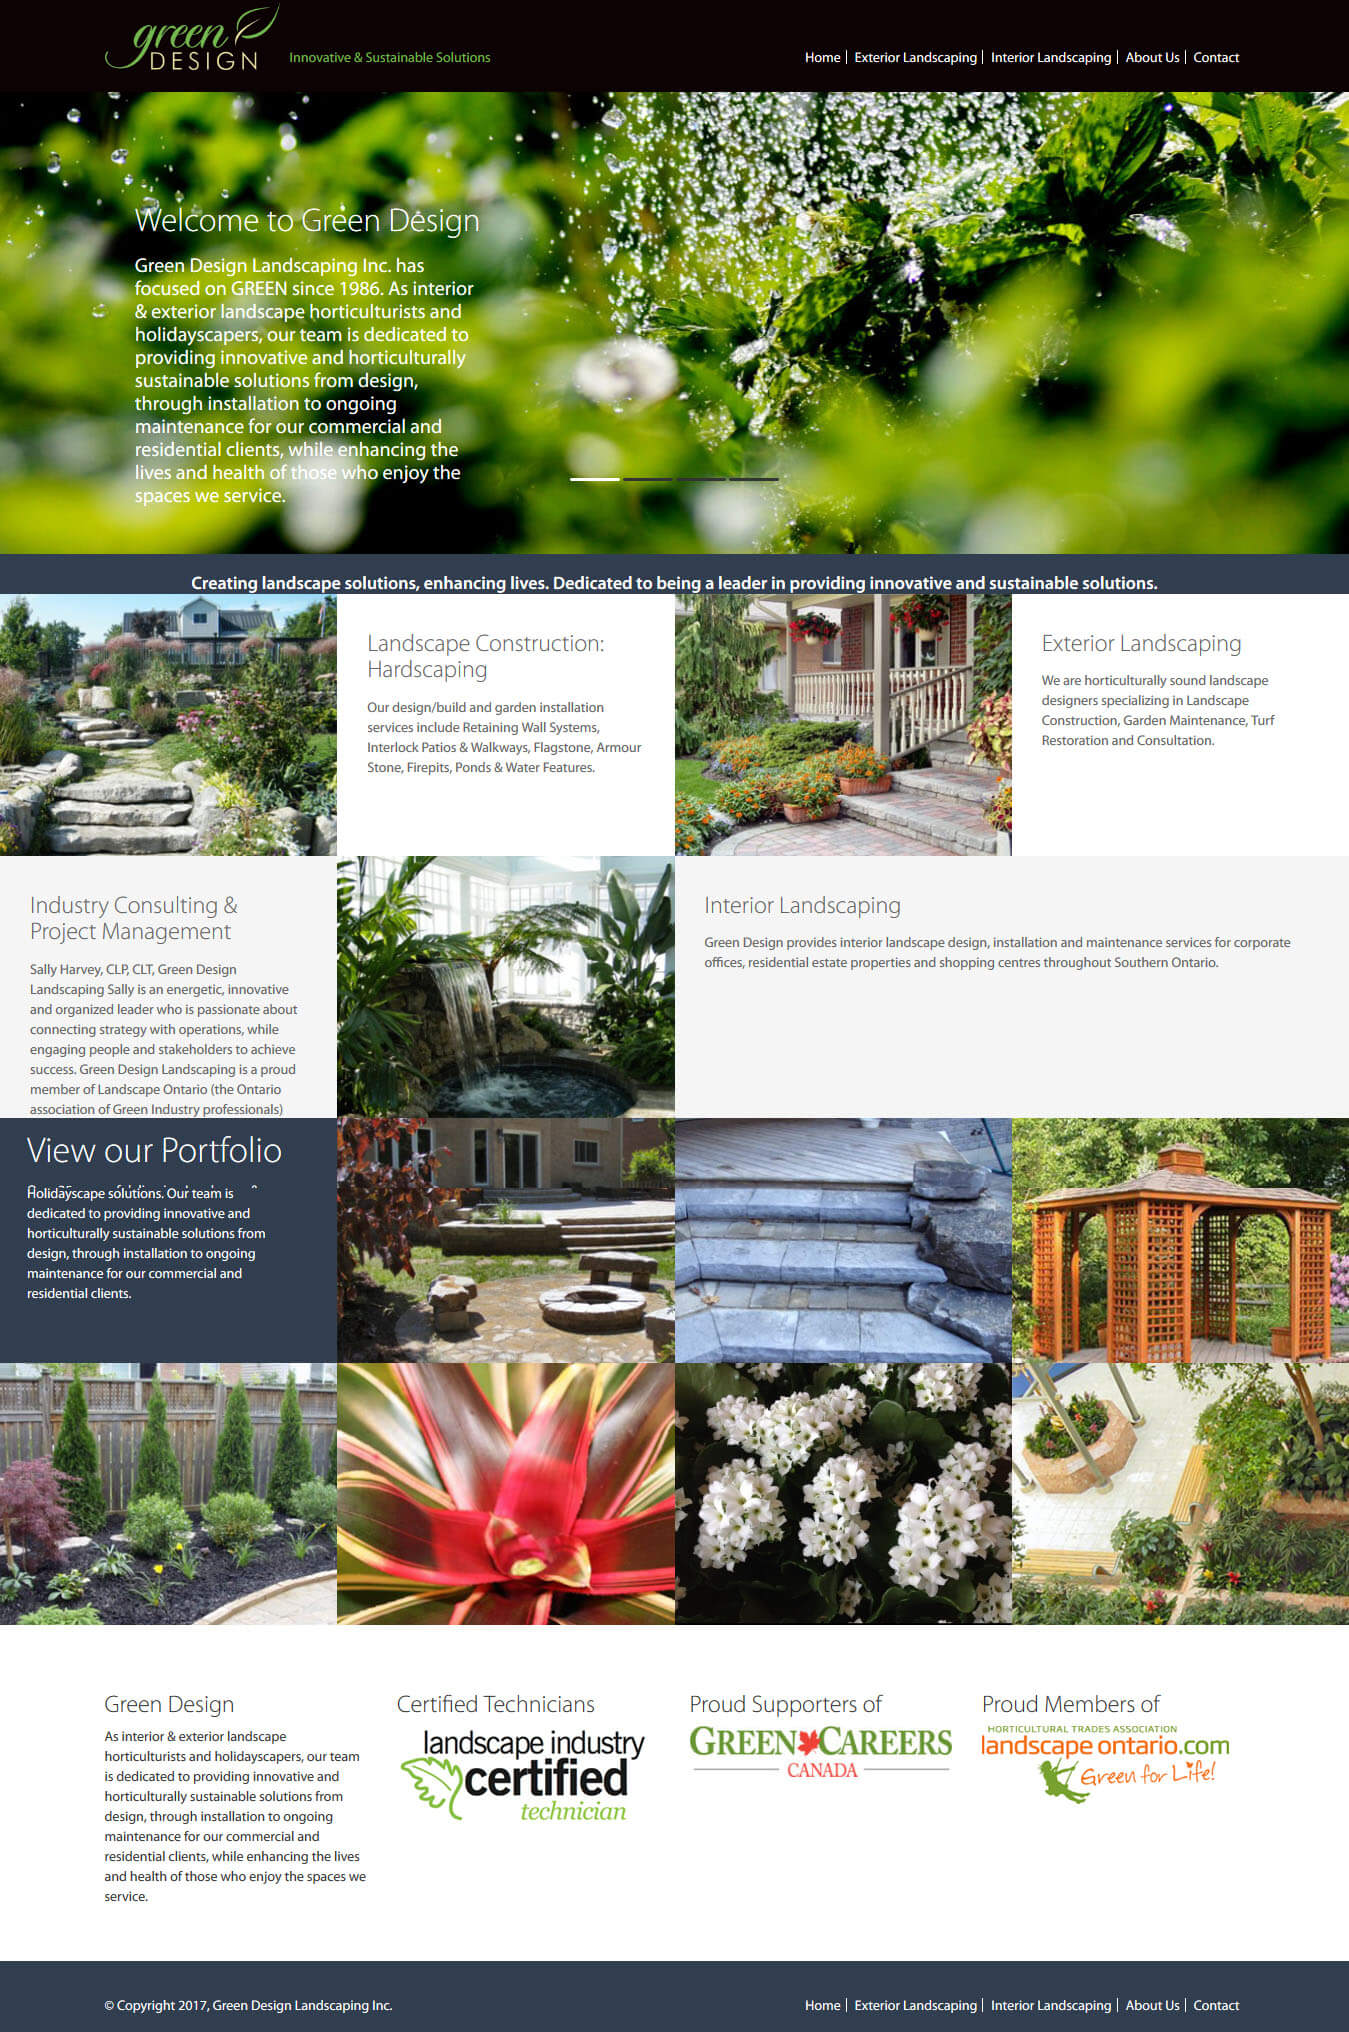 green
DESIGN
Innovative & Sustainable Solutions
Home
Exterior Landscaping
Interior Landscaping
About Us
Contact
Welcome to Green Design
Green Design Landscaping Inc. has
focused on GREEN since 1986. As interior
& exterior landscape horticulturists and
holidayscapers, our team is dedicated to
providing innovative and horticulturally
sustainable solutions from design,
through installation to ongoing
maintenance for our commercial and
residential clients, while enhancing the
lives and health of those who enjoy the
spaces we service.
Creating landscape solutions, enhancing lives. Dedicated to being a leader in providing innovative and sustainable solutions.
Landscape Construction:
Hardscaping
Our design/build and garden installation
services include Retaining Wall Systems,
Interlock Patios & Walkways, Flagstone, Armour
Stone, Firepits, Ponds & Water Features.
Exterior Landscaping
We are horticulturally sound landscape
designers specializing in Landscape
Construction, Garden Maintenance, Turf
Restoration and Consultation.
Industry Consulting &
Project Management
Sally Harvey, CLP, CLT, Green Design
Landscaping Sally is an energetic, innovative
and organized leader who is passionate about
connecting strategy with operations, while
engaging people and stakeholders to achieve
success. Green Design Landscaping is a proud
member of Landscape Ontario (the Ontario
association of Green Industry professionals)
Interior Landscaping
Green Design provides interior landscape design, installation and maintenance services for corporate
offices, residential estate properties and shopping centres throughout Southern Ontario.
View our Portfolio
Holidayscape solutions. Our team is
dedicated to providing innovative and
horticulturally sustainable solutions from
design, through installation to ongoing
maintenance for our commercial and
residential clients.
Green Design
As interior & exterior landscape
horticulturists and holidayscapers, our team
is dedicated to providing innovative and
horticulturally sustainable solutions from
design, through installation to ongoing
maintenance for our commercial and
residential clients, while enhancing the lives
and health of those who enjoy the spaces we
service.
Certified Technicians
landscape industry
certified
technician
Proud Supporters of
GREEN CAREERS
CANADA
Proud Members of
HORTICULTURAL TRADES ASSOCIATION
landscape ontario.com
Green for Life!
© Copyright 2017, Green Design Landscaping Inc.
Home
Exterior Landscaping
Interior Landscaping
About Us
Contact